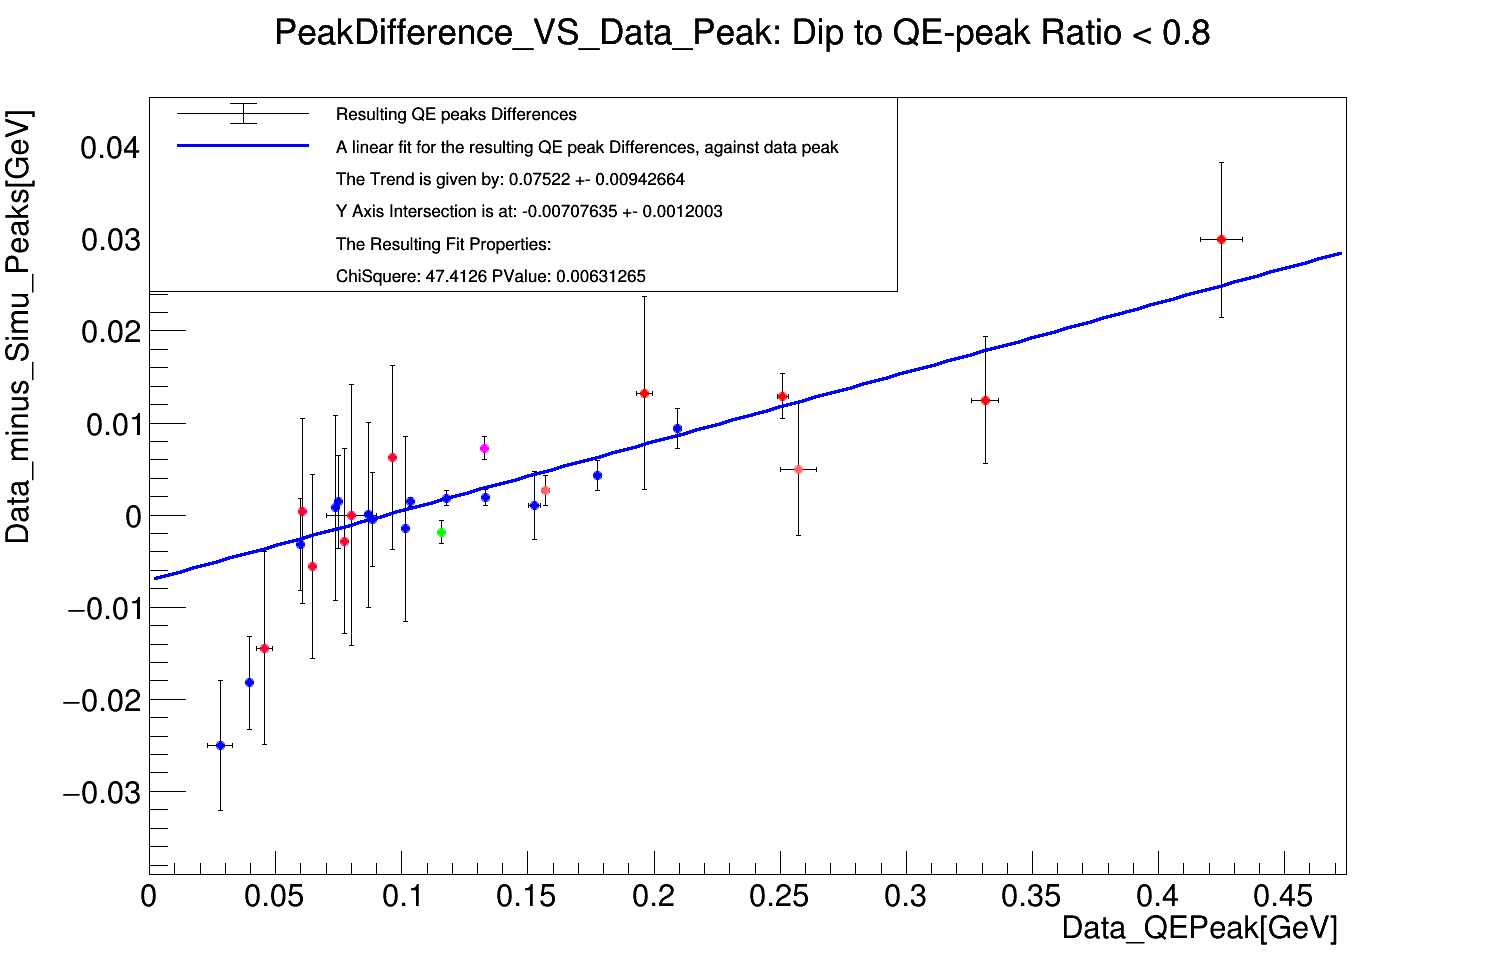 PeakDifference_VS_Data_Peak: Dip to QE-peak Ratio < 0.8
Data_minus_Simu_Peaks[GeV]
Resulting QE peaks Differences
A linear fit for the resulting QE peak Differences, against data peak
The Trend is given by: 0.07522 +- 0.00942664
Y Axis Intersection is at: -0.00707635 +- 0.0012003
The Resulting Fit Properties:
ChiSquere: 47.4126 PValue: 0.00631265
0.04
0.03
0.02
0.01
0
−0.01
−0.02
−0.03
0 0.05 0.1 0.15 0.2 0.25 0.3 0.35 0.4 0.45
Data_QEPeak[GeV]